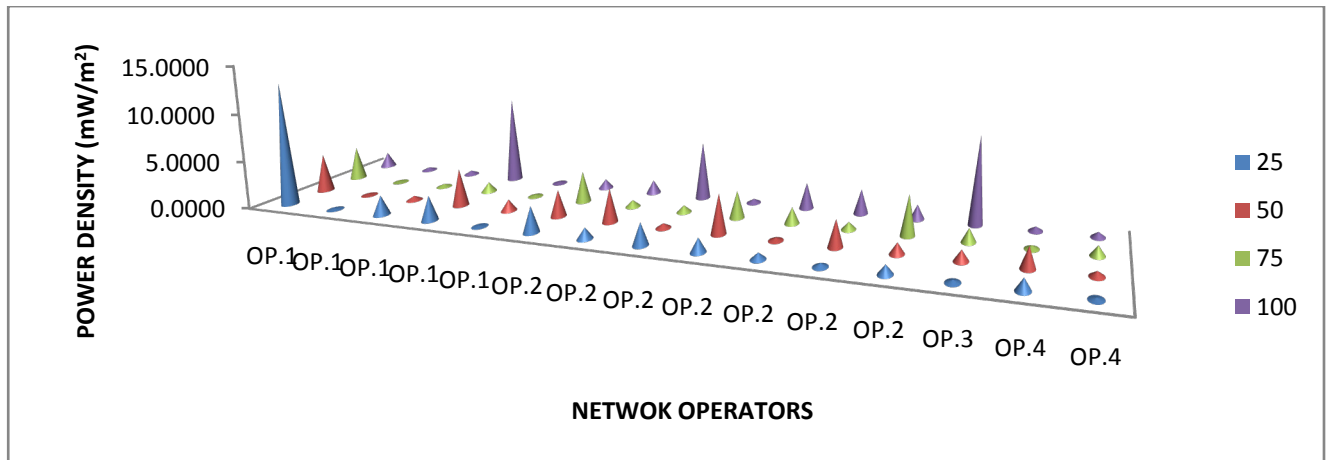 POWER DENSITY (mW/m²)
15.0000
10.0000
5.0000
0.0000
OP.1
OP.1
OP.1
OP.1
OP.1
OP.2
OP.2
OP.2
OP.2
OP.2
OP.2
OP.2
OP.3
OP.4
OP.4
NETWOK OPERATORS
25
50
75
100